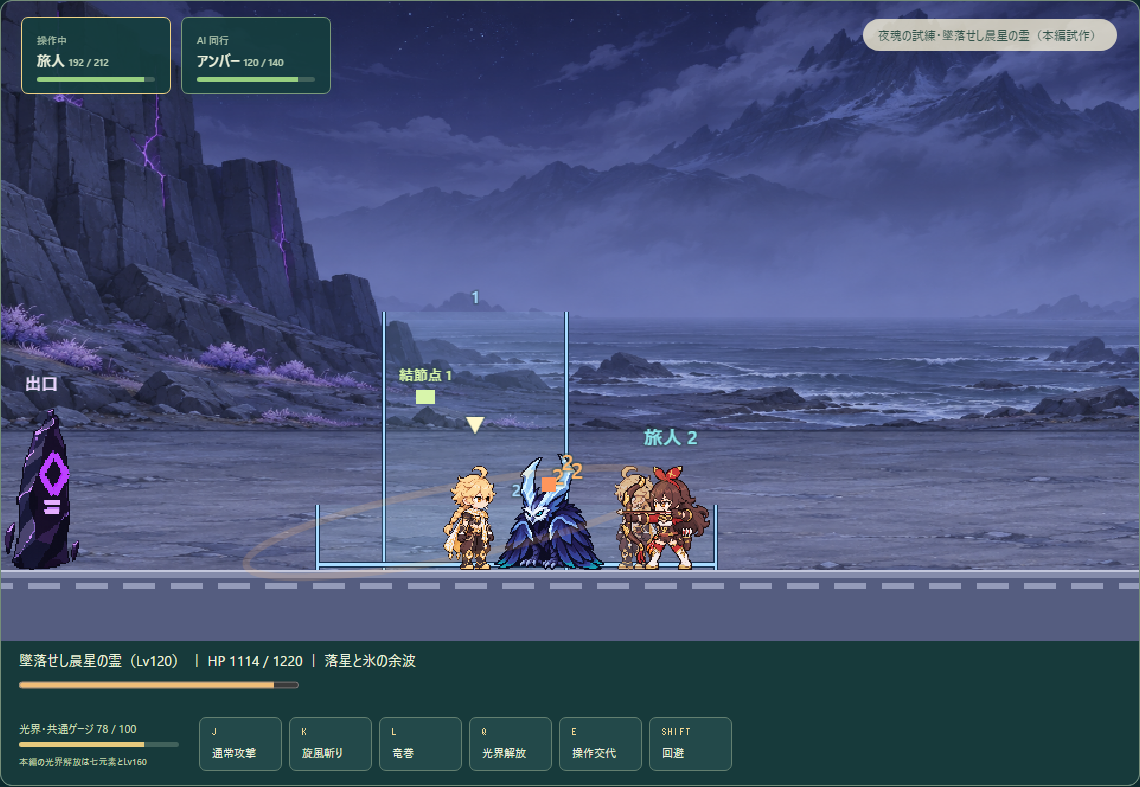 操作中
旅人 192 / 212
AI 同行
アンバー 120 / 140
夜魂の試練・墜落せし晨星の霊（本編試作）
1
結節点 1
出口
旅人 2
2
2
2
2
墜落せし晨星の霊（Lv120） | HP 1114 / 1220 | 落星と氷の余波
光界・共通ゲージ 78 / 100
本編の光界解放は七元素とLv160
J
通常攻撃
K
旋風斬り
L
竜巻
Q
光界解放
E
操作交代
SHIFT
回避